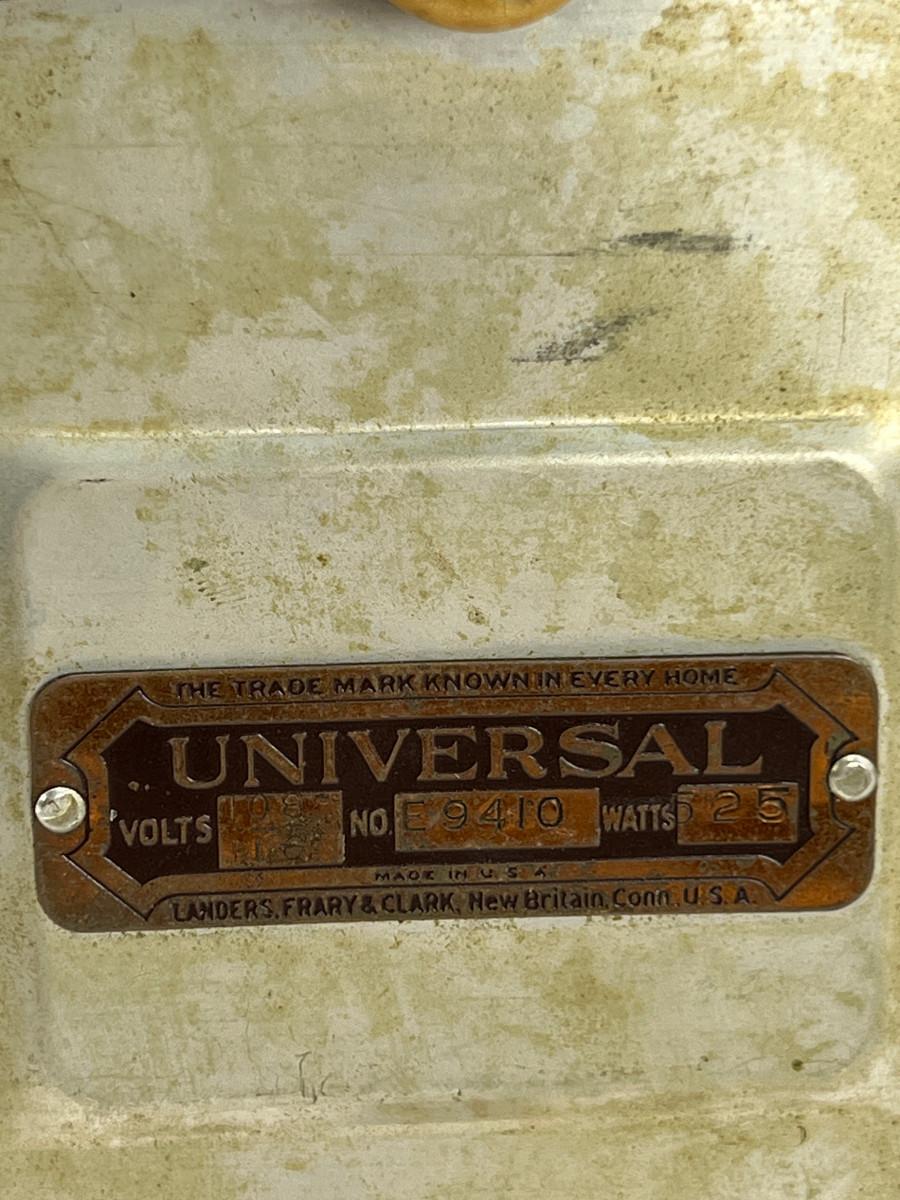 THE TRADE MARK KNOWN IN EVERY HOME
UNIVERSAL
VOLTS 108 NO. E9410 WATTS 525
MADE IN U.S.A.
LANDERS, FRARY & CLARK, New Britain, Conn., U.S.A.